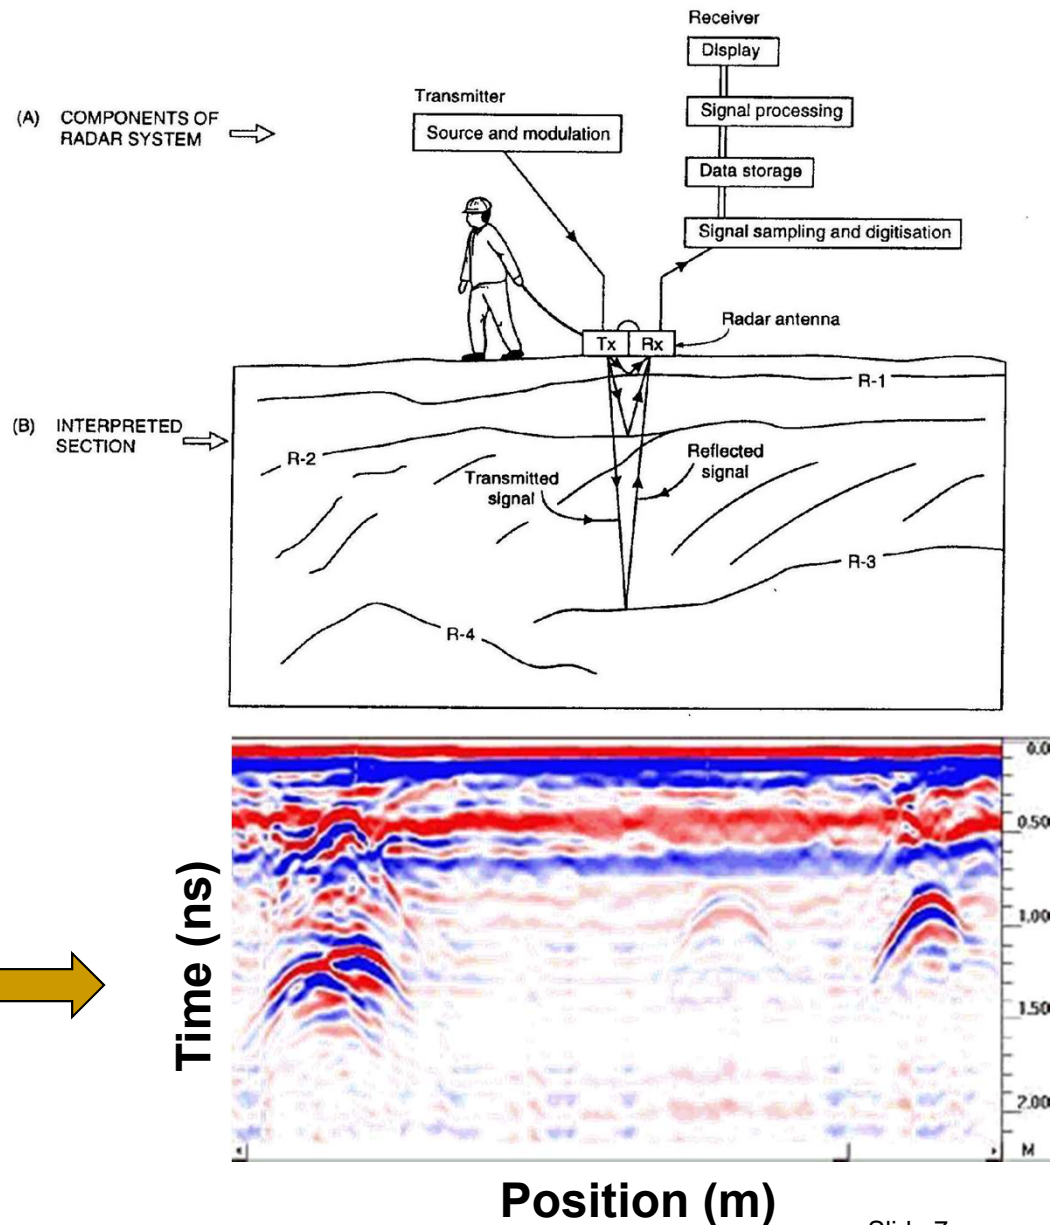 Receiver
Display
Transmitter
Signal processing
(A) COMPONENTS OF
RADAR SYSTEM
Source and modulation
Data storage
Signal sampling and digitisation
Radar antenna
Tx Rx
R-1
(B) INTERPRETED
SECTION
R-2
Reflected
signal
Transmitted
signal
R-3
R-4
0.0
0.50
1.00
1.50
2.00
M
Time (ns)
Position (m)